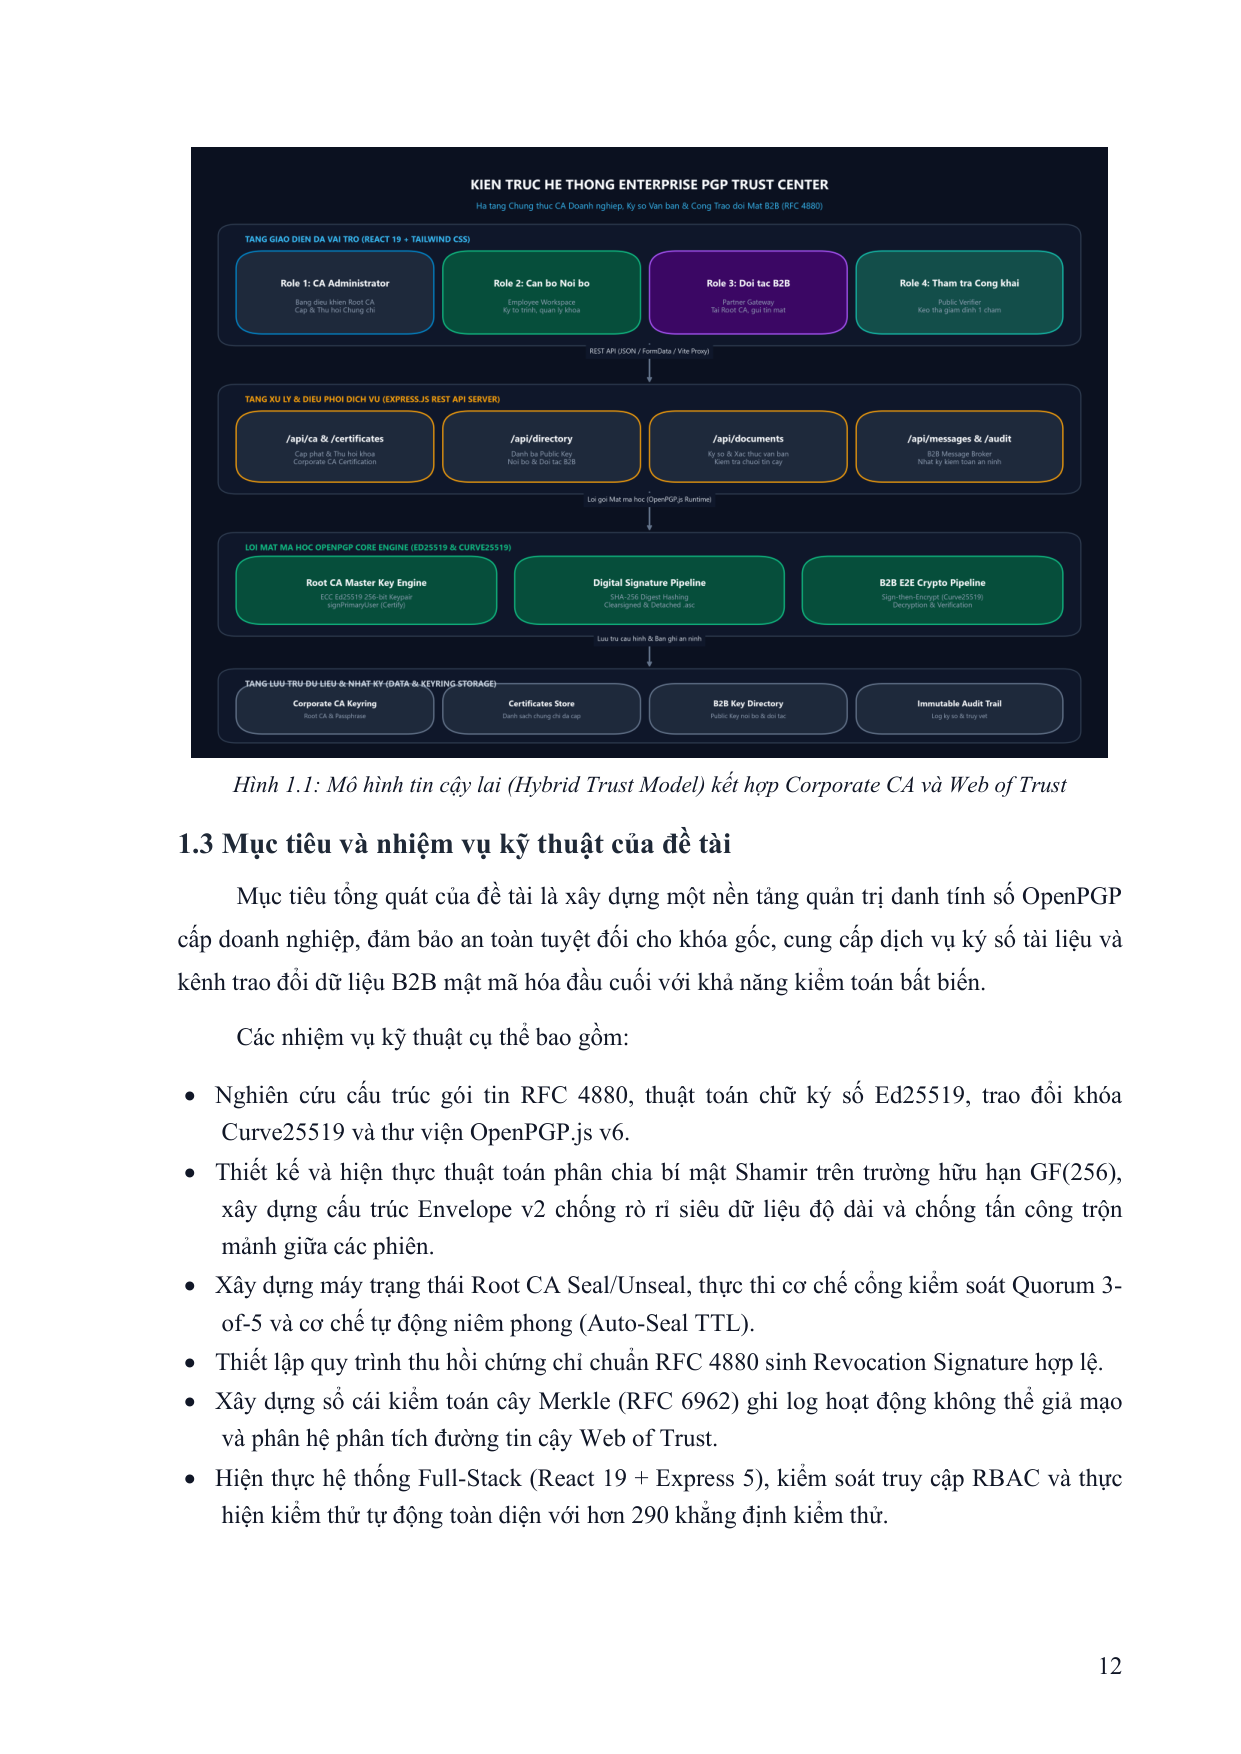 KIEN TRUC HE THONG ENTERPRISE PGP TRUST CENTER
Ha tang Chung thuc CA Doanh nghiep, Ky so Van ban & Cong Trao doi Mat B2B (RFC 4880)
TANG GIAO DIEN DA VAI TRO (REACT 19 + TAILWIND CSS)
Role 1: CA Administrator
Bang dieu khien Root CA
Cap & Thu hoi Chung chi
Role 2: Can bo Noi bo
Employee Workspace
Ky to trinh, quan ly khoa
Role 3: Doi tac B2B
Partner Gateway
Tai Root CA, gui tin mat
Role 4: Tham tra Cong khai
Public Verifier
Keo tha giam dinh 1 cham
REST API (JSON / FormData / Vite Proxy)
TANG XU LY & DIEU PHOI DICH VU (EXPRESS.JS REST API SERVER)
/api/ca & /certificates
Cap phat & Thu hoi khoa
Corporate CA Certification
/api/directory
Danh ba Public Key
Noi bo & Doi tac B2B
/api/documents
Ky so & Xac thuc van ban
Kiem tra chuoi tin cay
/api/messages & /audit
B2B Message Broker
Nhat ky kiem toan an ninh
Loi goi Mat ma hoc (OpenPGP.js Runtime)
LOI MAT MA HOC OPENPGP CORE ENGINE (ED25519 & CURVE25519)
Root CA Master Key Engine
ECC Ed25519 256-bit Keypair
signPrimaryUser (Certify)
Digital Signature Pipeline
SHA-256 Digest Hashing
Clearsigned & Detached .asc
B2B E2E Crypto Pipeline
Sign-then-Encrypt (Curve25519)
Decryption & Verification
Luu tru cau hinh & Ban ghi an ninh
TANG LUU TRU DU LIEU & NHAT KY (DATA & KEYRING STORAGE)
Corporate CA Keyring
Root CA & Passphrase
Certificates Store
Danh sach chung chi da cap
B2B Key Directory
Public Key noi bo & doi tac
Immutable Audit Trail
Log ky so & truy vet
Hình 1.1: Mô hình tin cậy lai (Hybrid Trust Model) kết hợp Corporate CA và Web of Trust
1.3 Mục tiêu và nhiệm vụ kỹ thuật của đề tài
Mục tiêu tổng quát của đề tài là xây dựng một nền tảng quản trị danh tính số OpenPGP
cấp doanh nghiệp, đảm bảo an toàn tuyệt đối cho khóa gốc, cung cấp dịch vụ ký số tài liệu và
kênh trao đổi dữ liệu B2B mật mã hóa đầu cuối với khả năng kiểm toán bất biến.
Các nhiệm vụ kỹ thuật cụ thể bao gồm:
• Nghiên cứu cấu trúc gói tin RFC 4880, thuật toán chữ ký số Ed25519, trao đổi khóa
Curve25519 và thư viện OpenPGP.js v6.
• Thiết kế và hiện thực thuật toán phân chia bí mật Shamir trên trường hữu hạn GF(256),
xây dựng cấu trúc Envelope v2 chống rò rỉ siêu dữ liệu độ dài và chống tấn công trộn
mảnh giữa các phiên.
• Xây dựng máy trạng thái Root CA Seal/Unseal, thực thi cơ chế cổng kiểm soát Quorum 3-
of-5 và cơ chế tự động niêm phong (Auto-Seal TTL).
• Thiết lập quy trình thu hồi chứng chỉ chuẩn RFC 4880 sinh Revocation Signature hợp lệ.
• Xây dựng sổ cái kiểm toán cây Merkle (RFC 6962) ghi log hoạt động không thể giả mạo
và phân hệ phân tích đường tin cậy Web of Trust.
• Hiện thực hệ thống Full-Stack (React 19 + Express 5), kiểm soát truy cập RBAC và thực
hiện kiểm thử tự động toàn diện với hơn 290 khẳng định kiểm thử.
12